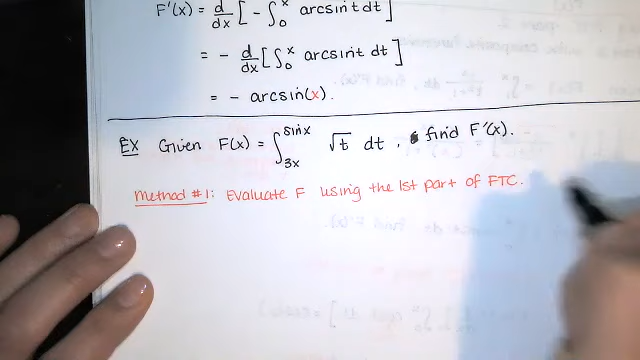 F'(x) = d/dx [ - ∫₀ˣ arcsint dt ]
= - d/dx [ ∫₀ˣ arcsint dt ]
= - arcsin(x).
EX Given F(x) = ∫_{3x}^{sinx} √t dt, find F'(x).
Method #1: Evaluate F using the 1st part of FTC.